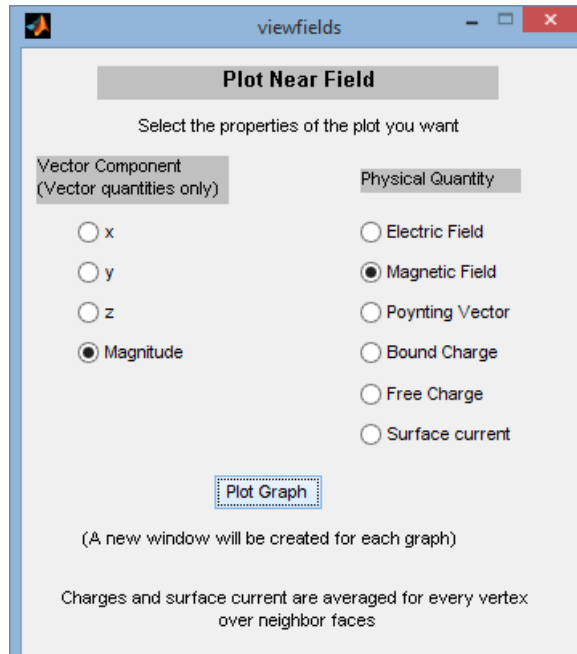 viewfields
Plot Near Field
Select the properties of the plot you want
Vector Component
(Vector quantities only)
x
y
z
Magnitude
Physical Quantity
Electric Field
Magnetic Field
Poynting Vector
Bound Charge
Free Charge
Surface current
Plot Graph
(A new window will be created for each graph)
Charges and surface current are averaged for every vertex
over neighbor faces